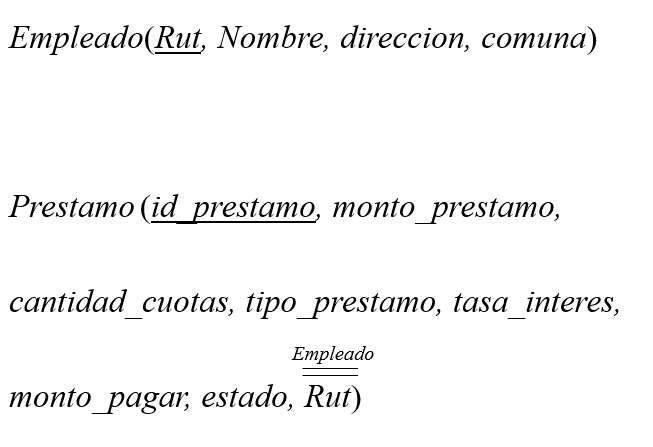 Empleado(Rut, Nombre, direccion, comuna)
Prestamo (id_prestamo, monto_prestamo,
cantidad_cuotas, tipo_prestamo, tasa_interes,
Empleado
monto_pagar, estado, Rut)